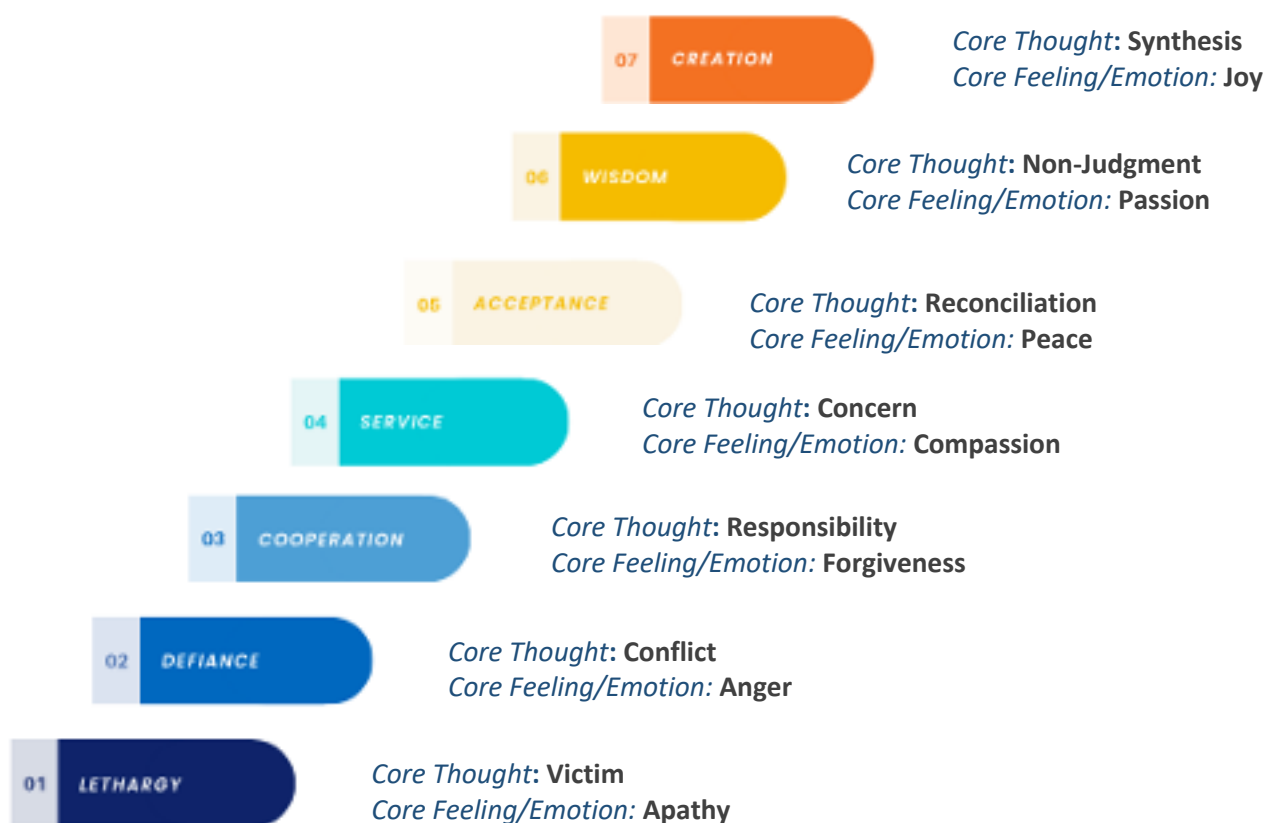 07 CREATION
Core Thought: Synthesis
Core Feeling/Emotion: Joy
06 WISDOM
Core Thought: Non-Judgment
Core Feeling/Emotion: Passion
05 ACCEPTANCE
Core Thought: Reconciliation
Core Feeling/Emotion: Peace
04 SERVICE
Core Thought: Concern
Core Feeling/Emotion: Compassion
03 COOPERATION
Core Thought: Responsibility
Core Feeling/Emotion: Forgiveness
02 DEFIANCE
Core Thought: Conflict
Core Feeling/Emotion: Anger
01 LETHARGY
Core Thought: Victim
Core Feeling/Emotion: Apathy